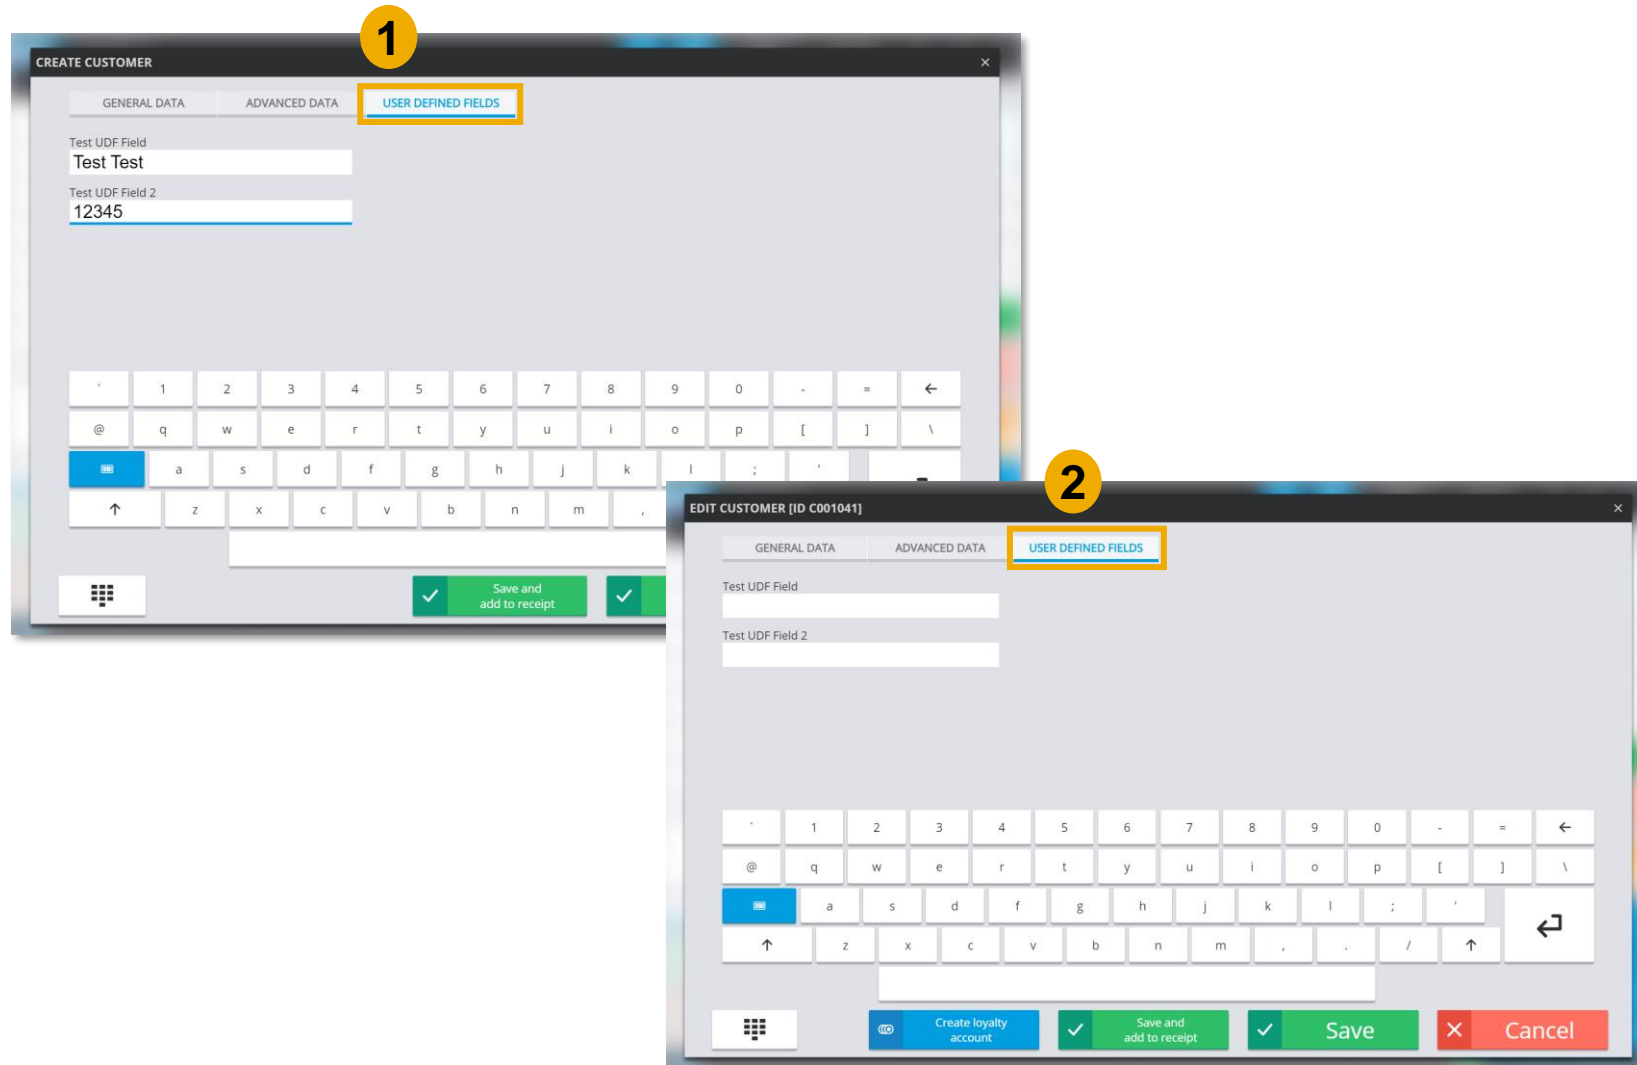 1
CREATE CUSTOMER ×
GENERAL DATA ADVANCED DATA USER DEFINED FIELDS
Test UDF Field
Test Test
Test UDF Field 2
12345
` 1 2 3 4 5 6 7 8 9 0 - = ←
@ q w e r t y u i o p [ ] \
a s d f g h j k l ; '
↑ z x c v b n m ,
Save and
add to receipt
2
EDIT CUSTOMER [ID C001041] ×
GENERAL DATA ADVANCED DATA USER DEFINED FIELDS
Test UDF Field
Test UDF Field 2
` 1 2 3 4 5 6 7 8 9 0 - = ←
@ q w e r t y u i o p [ ] \
a s d f g h j k l ; '
↑ z x c v b n m , . / ↑
Create loyalty
account
Save and
add to receipt
Save
Cancel